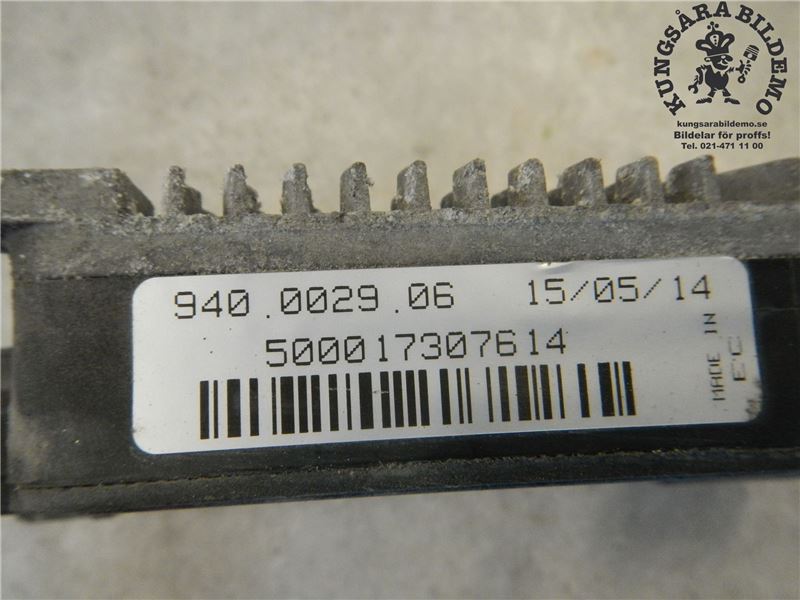 KUNGSÅRA BILDEMO
kungsarabildemo.se
Bildelar för proffs!
Tel. 021-471 11 00
940.0029.06 15/05/14
500017307614
MADE IN
EC